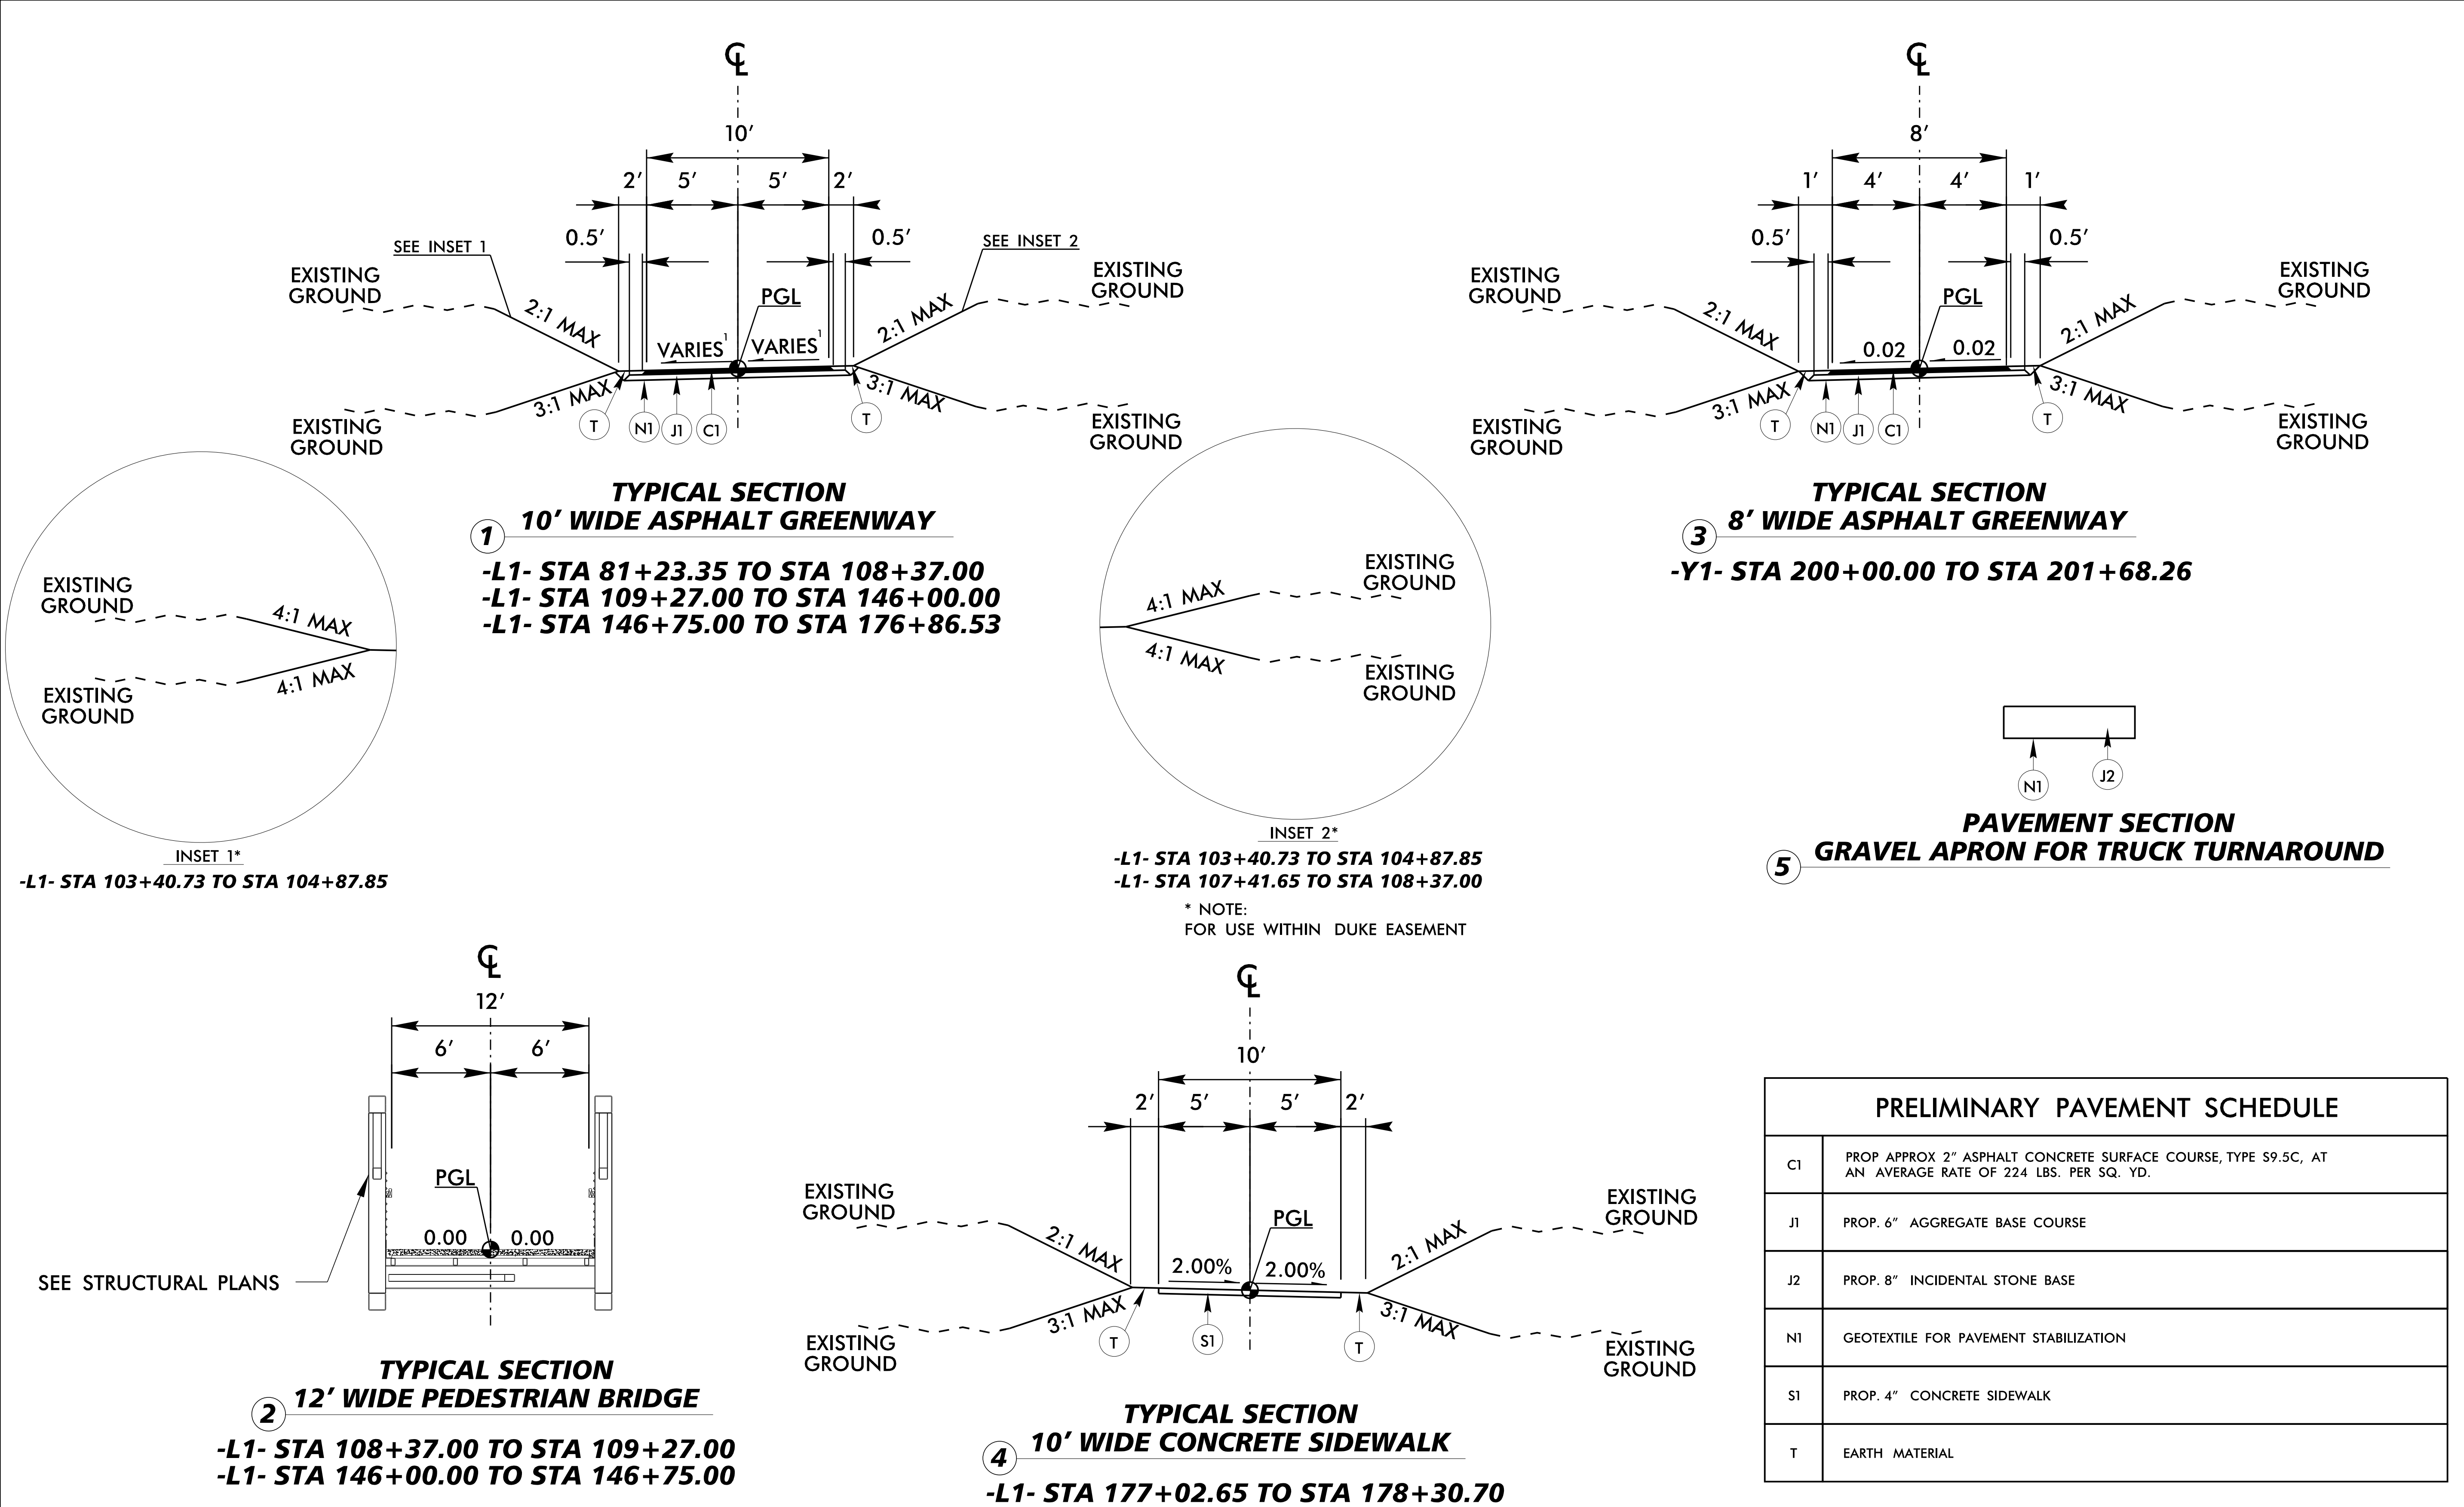 ℄
10′
2′ 5′ 5′ 2′
0.5′ 0.5′
SEE INSET 1
SEE INSET 2
EXISTING
GROUND
EXISTING
GROUND
2:1 MAX
2:1 MAX
PGL
VARIES¹ VARIES¹
3:1 MAX
3:1 MAX
EXISTING
GROUND
EXISTING
GROUND
T N1 J1 C1 T
TYPICAL SECTION
1 10′ WIDE ASPHALT GREENWAY
-L1- STA 81+23.35 TO STA 108+37.00
-L1- STA 109+27.00 TO STA 146+00.00
-L1- STA 146+75.00 TO STA 176+86.53
℄
8′
1′ 4′ 4′ 1′
0.5′ 0.5′
EXISTING
GROUND
EXISTING
GROUND
2:1 MAX
2:1 MAX
PGL
0.02 0.02
3:1 MAX
3:1 MAX
EXISTING
GROUND
EXISTING
GROUND
T N1 J1 C1 T
TYPICAL SECTION
3 8′ WIDE ASPHALT GREENWAY
-Y1- STA 200+00.00 TO STA 201+68.26
EXISTING
GROUND
4:1 MAX
4:1 MAX
EXISTING
GROUND
INSET 1*
-L1- STA 103+40.73 TO STA 104+87.85
EXISTING
GROUND
4:1 MAX
4:1 MAX
EXISTING
GROUND
INSET 2*
-L1- STA 103+40.73 TO STA 104+87.85
-L1- STA 107+41.65 TO STA 108+37.00
* NOTE:
FOR USE WITHIN DUKE EASEMENT
N1 J2
PAVEMENT SECTION
5 GRAVEL APRON FOR TRUCK TURNAROUND
℄
12′
6′ 6′
PGL
0.00 0.00
SEE STRUCTURAL PLANS
TYPICAL SECTION
2 12′ WIDE PEDESTRIAN BRIDGE
-L1- STA 108+37.00 TO STA 109+27.00
-L1- STA 146+00.00 TO STA 146+75.00
℄
10′
2′ 5′ 5′ 2′
EXISTING
GROUND
EXISTING
GROUND
2:1 MAX
2:1 MAX
PGL
2.00% 2.00%
3:1 MAX
3:1 MAX
EXISTING
GROUND
EXISTING
GROUND
T S1 T
TYPICAL SECTION
4 10′ WIDE CONCRETE SIDEWALK
-L1- STA 177+02.65 TO STA 178+30.70
PRELIMINARY PAVEMENT SCHEDULE
C1 PROP APPROX 2″ ASPHALT CONCRETE SURFACE COURSE, TYPE S9.5C, AT
AN AVERAGE RATE OF 224 LBS. PER SQ. YD.
J1 PROP. 6″ AGGREGATE BASE COURSE
J2 PROP. 8″ INCIDENTAL STONE BASE
N1 GEOTEXTILE FOR PAVEMENT STABILIZATION
S1 PROP. 4″ CONCRETE SIDEWALK
T EARTH MATERIAL